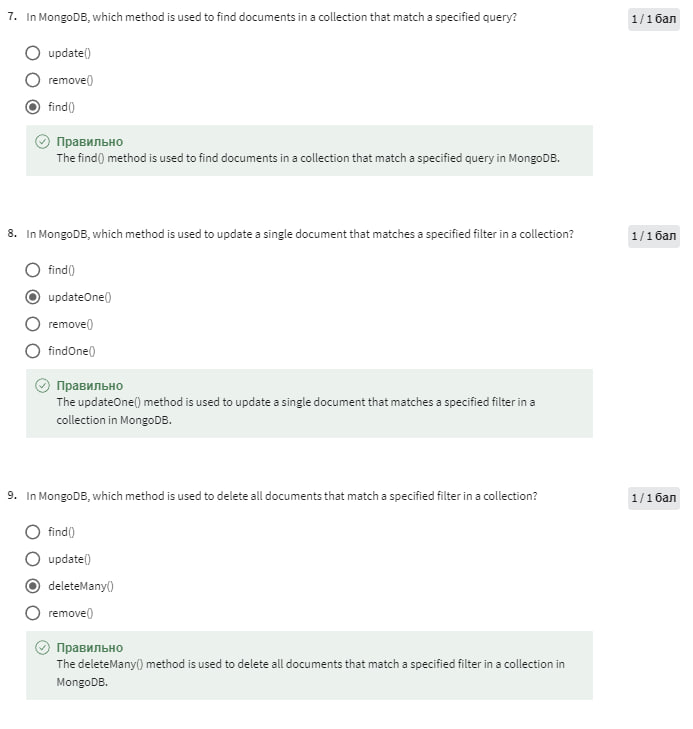 7. In MongoDB, which method is used to find documents in a collection that match a specified query?
1 / 1 бал
update()
remove()
find()
Правильно
The find() method is used to find documents in a collection that match a specified query in MongoDB.
8. In MongoDB, which method is used to update a single document that matches a specified filter in a collection?
1 / 1 бал
find()
updateOne()
remove()
findOne()
Правильно
The updateOne() method is used to update a single document that matches a specified filter in a
collection in MongoDB.
9. In MongoDB, which method is used to delete all documents that match a specified filter in a collection?
1 / 1 бал
find()
update()
deleteMany()
remove()
Правильно
The deleteMany() method is used to delete all documents that match a specified filter in a collection in
MongoDB.